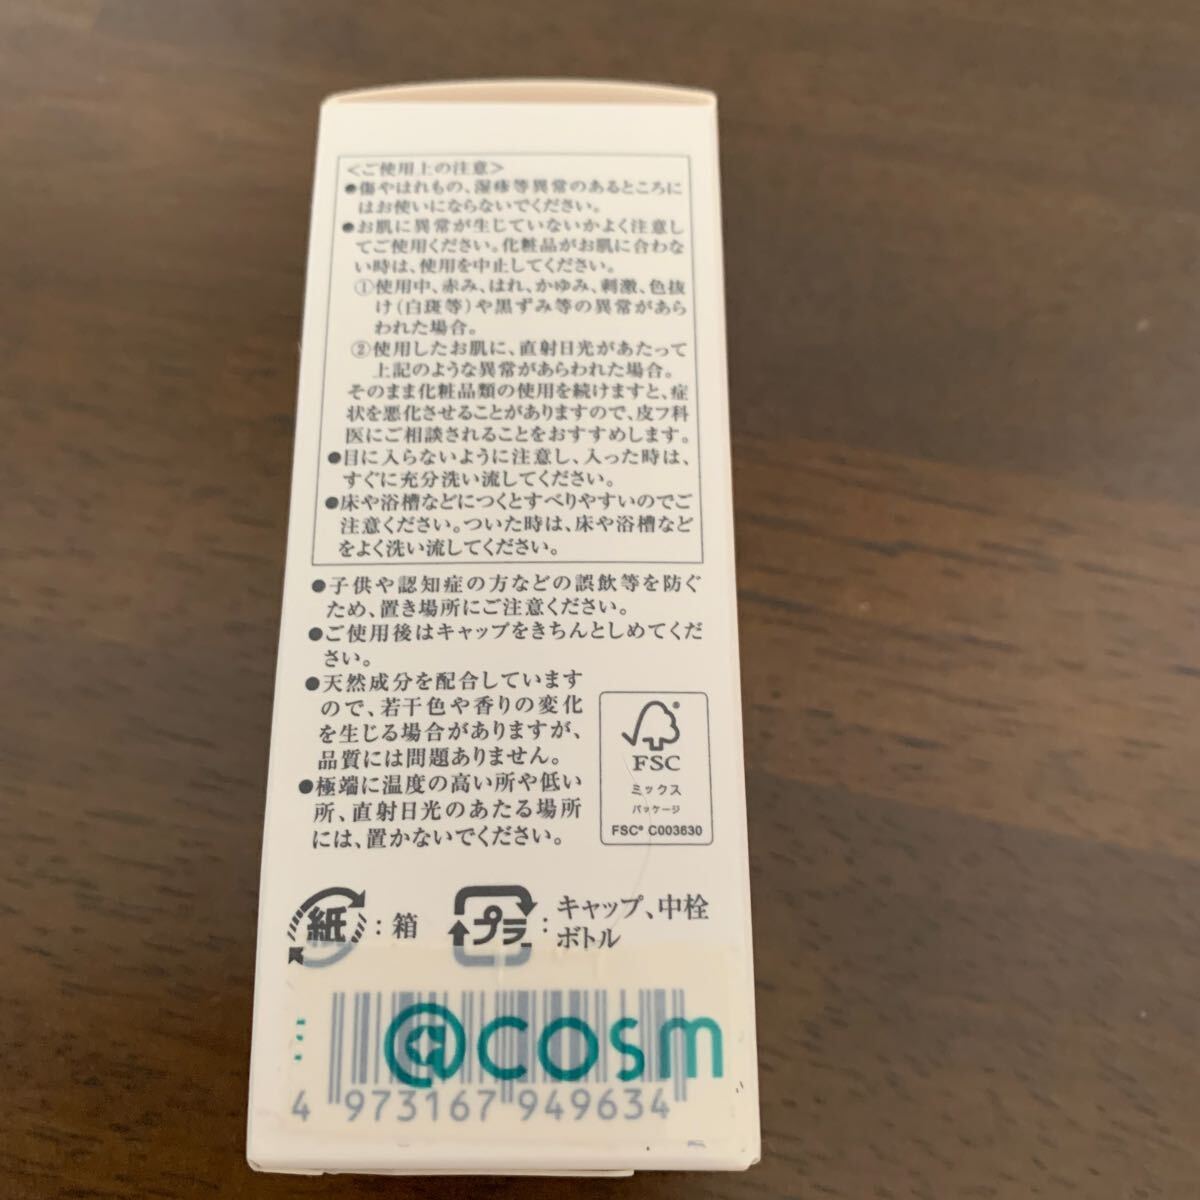 ＜ご使用上の注意＞
●傷やはれもの、湿疹等異常のあるところに
はお使いにならないでください。
●お肌に異常が生じていないかよく注意し
てご使用ください。化粧品がお肌に合わな
い時は、使用を中止してください。
①使用中、赤み、はれ、かゆみ、刺激、色抜
け(白斑等)や黒ずみ等の異常があら
われた場合。
②使用したお肌に、直射日光があたって
上記のような異常があらわれた場合。
そのまま化粧品類の使用を続けますと、症
状を悪化させることがありますので、皮フ科
医にご相談されることをおすすめします。
●目に入らないように注意し、入った時は、
すぐに充分洗い流してください。
●床や浴槽などにつくとすべりやすいのでご
注意ください。ついた時は、床や浴槽など
をよく洗い流してください。
●子供や認知症の方などの誤飲等を防ぐ
ため、置き場所にご注意ください。
●ご使用後はキャップをきちんとしめてくだ
さい。
●天然成分を配合しています
ので、若干色や香りの変化
を生じる場合がありますが、
品質には問題ありません。
●極端に温度の高い所や低い
所、直射日光のあたる場所
には、置かないでください。
FSC
ミックス
パッケージ
FSC® C003630
紙 : 箱
プラ : キャップ、中栓
ボトル
@cosm
4 973167 949634